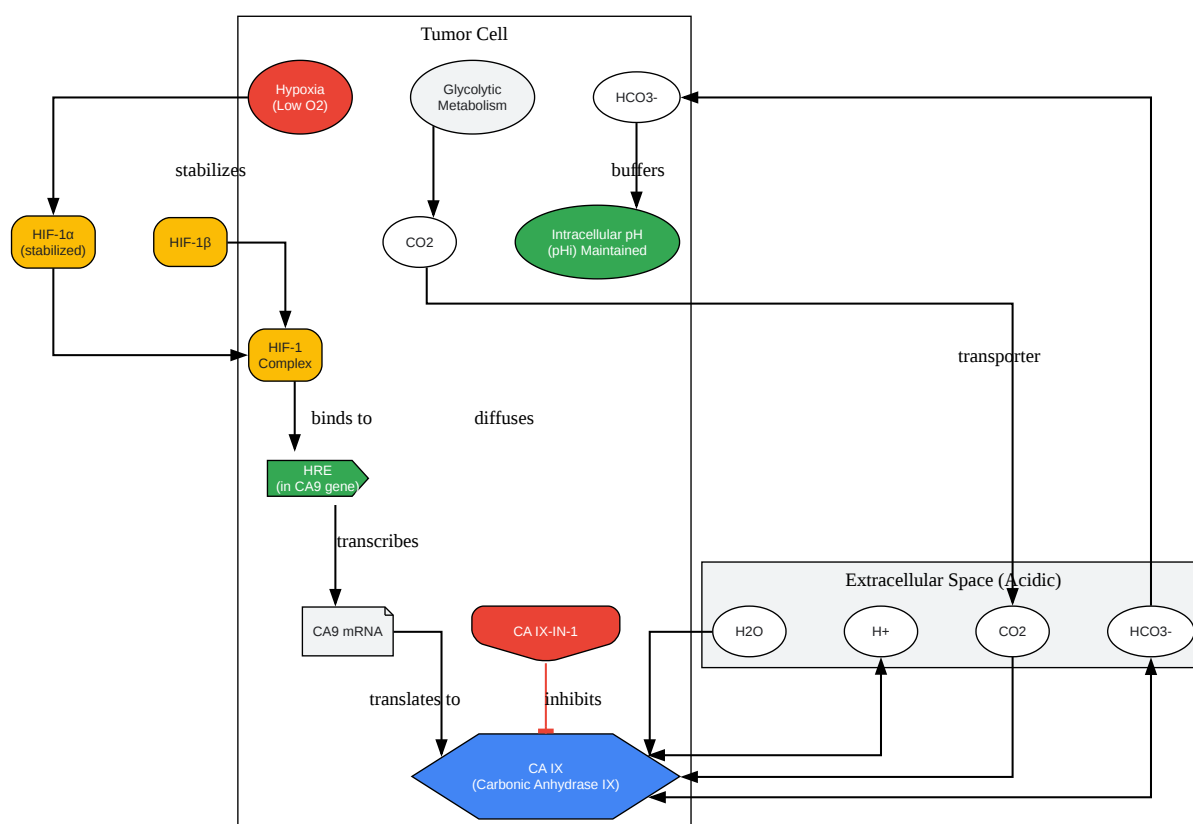 Tumor Cell
Hypoxia
(Low O2)
Glycolytic
Metabolism
HCO3-
stabilizes
buffers
HIF-1α
(stabilized)
HIF-1β
CO2
Intracellular pH
(pHi) Maintained
HIF-1
Complex
transporter
binds to
diffuses
HRE
(in CA9 gene)
transcribes
Extracellular Space (Acidic)
CA9 mRNA
CA IX-IN-1
H2O
H+
CO2
HCO3-
translates to
inhibits
CA IX
(Carbonic Anhydrase IX)